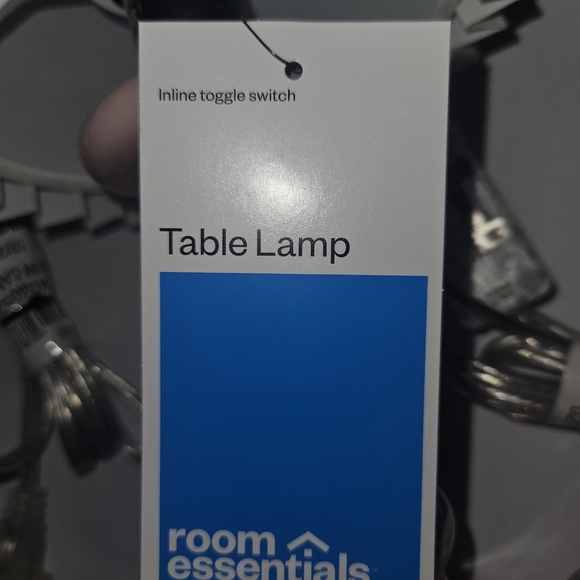 Inline toggle switch
Table Lamp
room
essentials